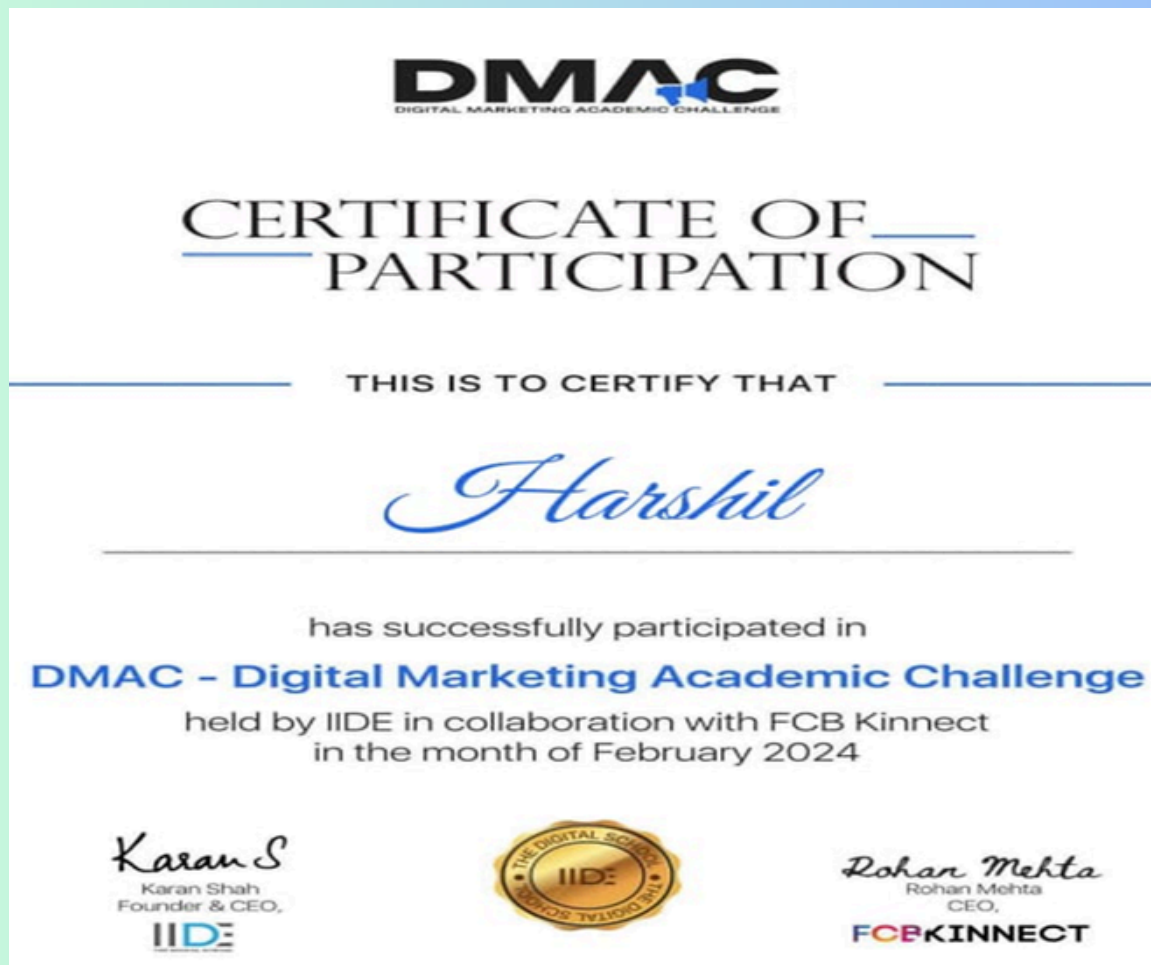 DMAC
DIGITAL MARKETING ACADEMIC CHALLENGE
CERTIFICATE OF
PARTICIPATION
THIS IS TO CERTIFY THAT
Harshil
has successfully participated in
DMAC - Digital Marketing Academic Challenge
held by IIDE in collaboration with FCB Kinnect
in the month of February 2024
Karan S
Karan Shah
Founder & CEO,
IIDE
THE DIGITAL SCHOOL • THE DIGITAL SCHOOL •
IIDE
Rohan Mehta
Rohan Mehta
CEO,
FCBKINNECT